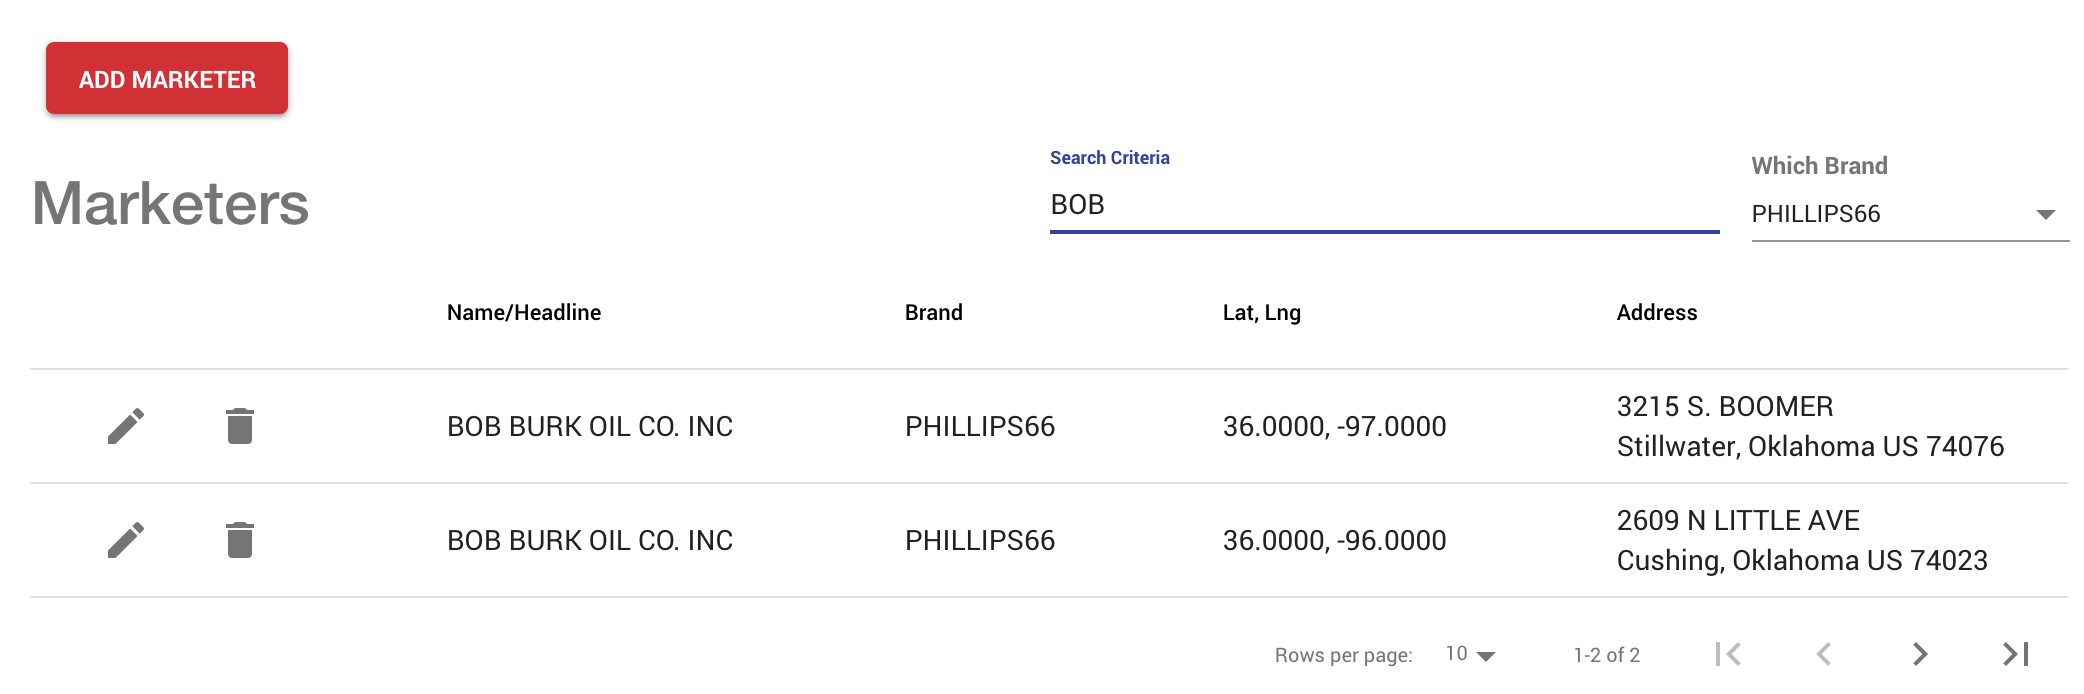 ADD MARKETER
Marketers
Search Criteria
BOB
Which Brand
PHILLIPS66
Name/Headline Brand Lat, Lng Address
BOB BURK OIL CO. INC PHILLIPS66 36.0000, -97.0000 3215 S. BOOMER
Stillwater, Oklahoma US 74076
BOB BURK OIL CO. INC PHILLIPS66 36.0000, -96.0000 2609 N LITTLE AVE
Cushing, Oklahoma US 74023
Rows per page: 10 1-2 of 2